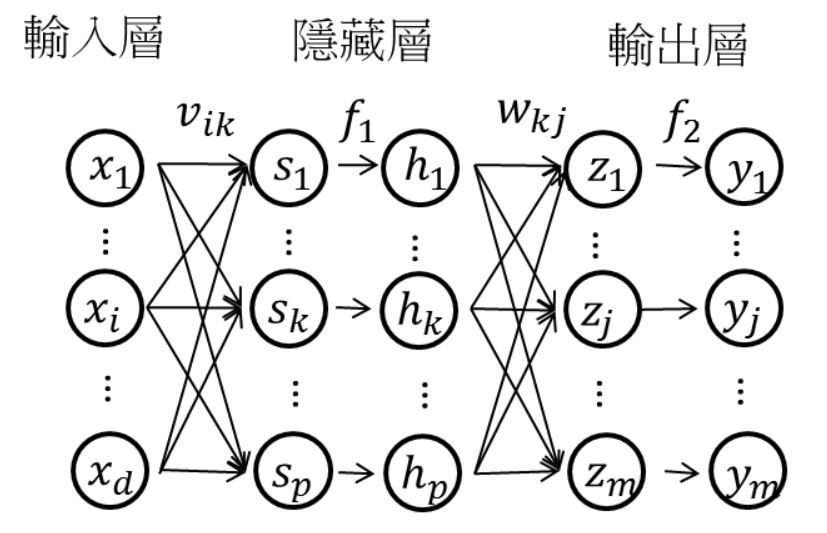 輸入層 隱藏層 輸出層
v_{ik} f_1 w_{kj} f_2
x_1 s_1 h_1 z_1 y_1
⋮ ⋮ ⋮ ⋮ ⋮
x_i s_k h_k z_j y_j
⋮ ⋮ ⋮ ⋮ ⋮
x_d s_p h_p z_m y_m